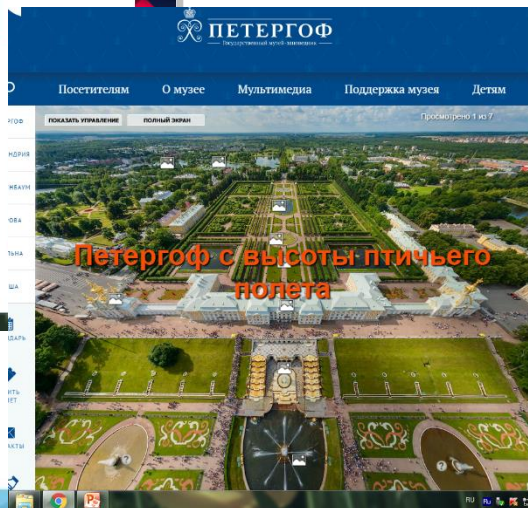 ПЕТЕРГОФ
Государственный музей-заповедник
Посетителям О музее Мультимедиа Поддержка музея Детям
ПОКАЗАТЬ УПРАВЛЕНИЕ ПОЛНЫЙ ЭКРАН Просмотрено 1 из 7
Петергоф с высоты птичьего
полета
RU